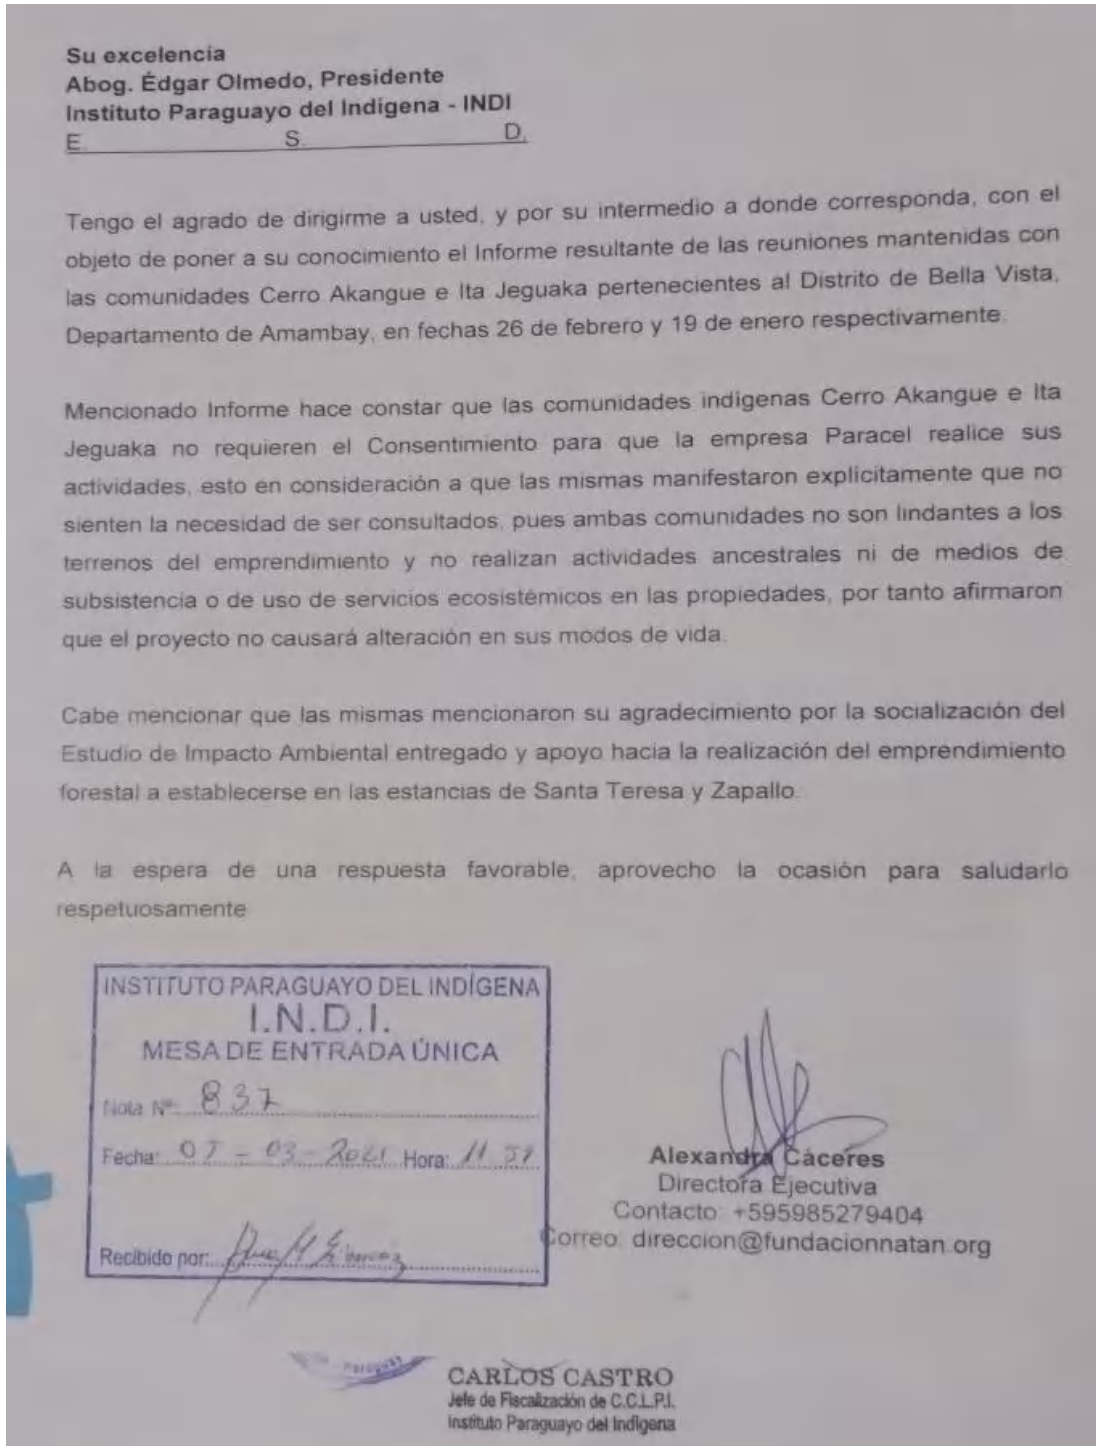 Su excelencia
Abog. Édgar Olmedo, Presidente
Instituto Paraguayo del Indígena - INDI
E. S. D.
Tengo el agrado de dirigirme a usted, y por su intermedio a donde corresponda, con el
objeto de poner a su conocimiento el Informe resultante de las reuniones mantenidas con
las comunidades Cerro Akangue e Ita Jeguaka pertenecientes al Distrito de Bella Vista,
Departamento de Amambay, en fechas 26 de febrero y 19 de enero respectivamente.
Mencionado Informe hace constar que las comunidades indígenas Cerro Akangue e Ita
Jeguaka no requieren el Consentimiento para que la empresa Paracel realice sus
actividades, esto en consideración a que las mismas manifestaron explícitamente que no
sienten la necesidad de ser consultados, pues ambas comunidades no son lindantes a los
terrenos del emprendimiento y no realizan actividades ancestrales ni de medios de
subsistencia o de uso de servicios ecosistémicos en las propiedades, por tanto afirmaron
que el proyecto no causará alteración en sus modos de vida.
Cabe mencionar que las mismas mencionaron su agradecimiento por la socialización del
Estudio de Impacto Ambiental entregado y apoyo hacia la realización del emprendimiento
forestal a establecerse en las estancias de Santa Teresa y Zapallo.
A la espera de una respuesta favorable, aprovecho la ocasión para saludarlo
respetuosamente
INSTITUTO PARAGUAYO DEL INDÍGENA
I.N.D.I.
MESA DE ENTRADA ÚNICA
Nota Nº: 837
Fecha: - 03 - 2021 Hora: 11
Recibido por:
Alexandra Cáceres
Directora Ejecutiva
Contacto: +595985279404
Correo: direccion@fundacionnatan.org
Paraguay
CARLOS CASTRO
Jefe de Fiscalización de C.C.L.P.I.
Instituto Paraguayo del Indígena